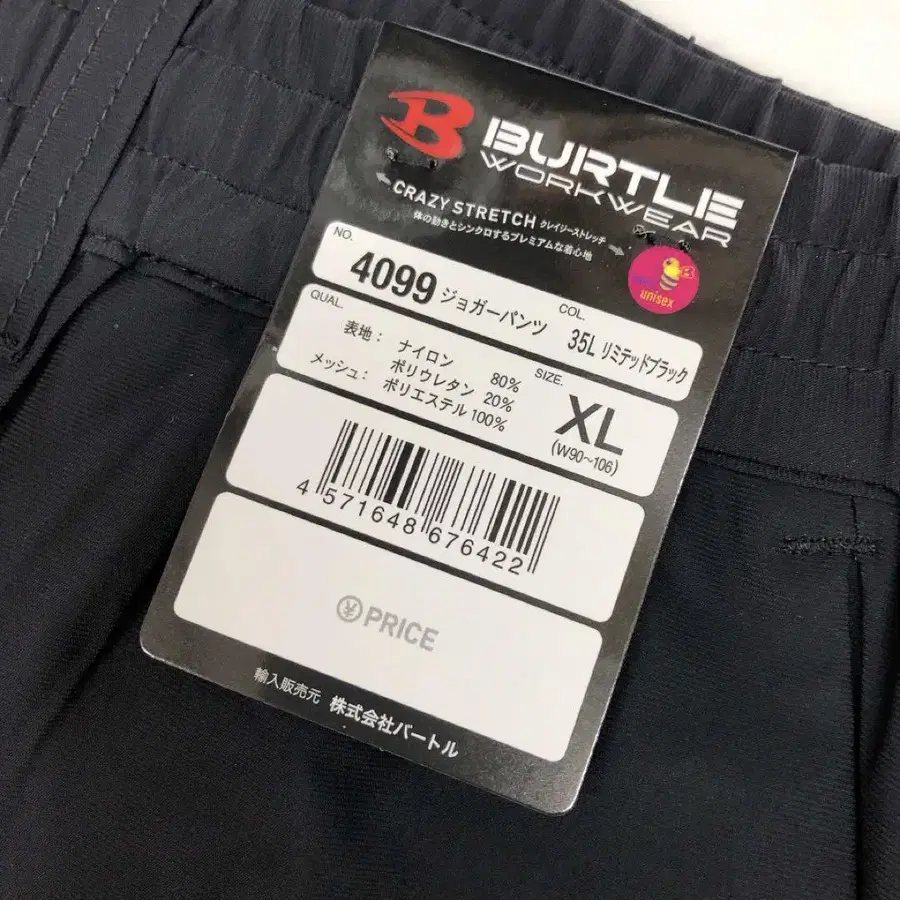 B BURTLE
WORKWEAR
CRAZY STRETCH クレイジーストレッチ
体の動きとシンクロするプレミアムな着心地
unisex
NO.
4099 ジョガーパンツ
COL.
35L リミテッドブラック
QUAL.
表地: ナイロン 80%
ポリウレタン 20%
メッシュ: ポリエステル 100%
SIZE.
XL
(W90~106)
4 571648 676422
¥ PRICE
輸入販売元 株式会社バートル